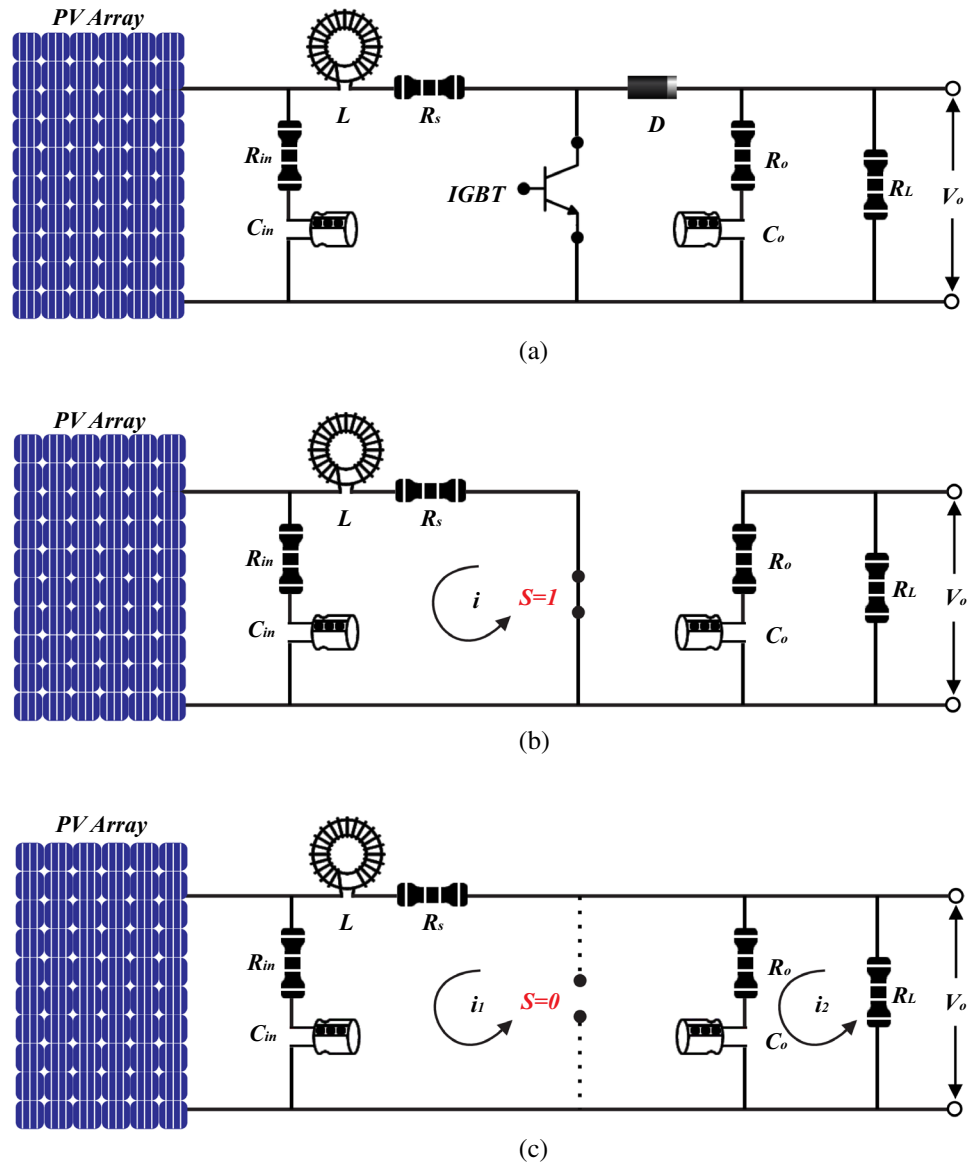 PV Array
L
Rs
D
Rin
Ro
IGBT
RL
Vo
Cin
Co
(a)
PV Array
L
Rs
Rin
Ro
i
S=1
RL
Vo
Cin
Co
(b)
PV Array
L
Rs
Rin
Ro
i1
S=0
i2
RL
Vo
Cin
Co
(c)